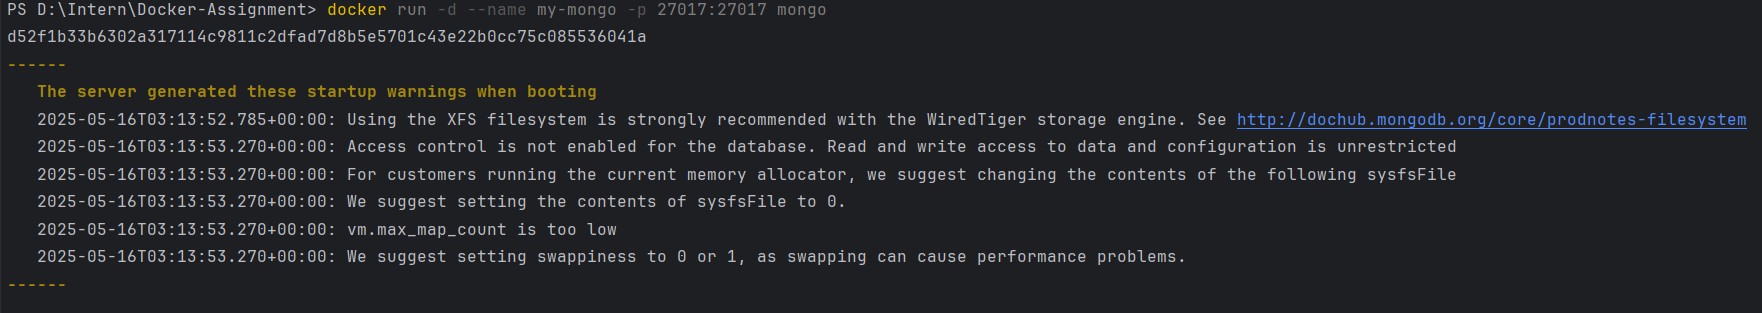 PS D:\Intern\Docker-Assignment> docker run -d --name my-mongo -p 27017:27017 mongo
d52f1b33b6302a317114c9811c2dfad7d8b5e5701c43e22b0cc75c085536041a
------
   The server generated these startup warnings when booting
   2025-05-16T03:13:52.785+00:00: Using the XFS filesystem is strongly recommended with the WiredTiger storage engine. See http://dochub.mongodb.org/core/prodnotes-filesystem
   2025-05-16T03:13:53.270+00:00: Access control is not enabled for the database. Read and write access to data and configuration is unrestricted
   2025-05-16T03:13:53.270+00:00: For customers running the current memory allocator, we suggest changing the contents of the following sysfsFile
   2025-05-16T03:13:53.270+00:00: We suggest setting the contents of sysfsFile to 0.
   2025-05-16T03:13:53.270+00:00: vm.max_map_count is too low
   2025-05-16T03:13:53.270+00:00: We suggest setting swappiness to 0 or 1, as swapping can cause performance problems.
------